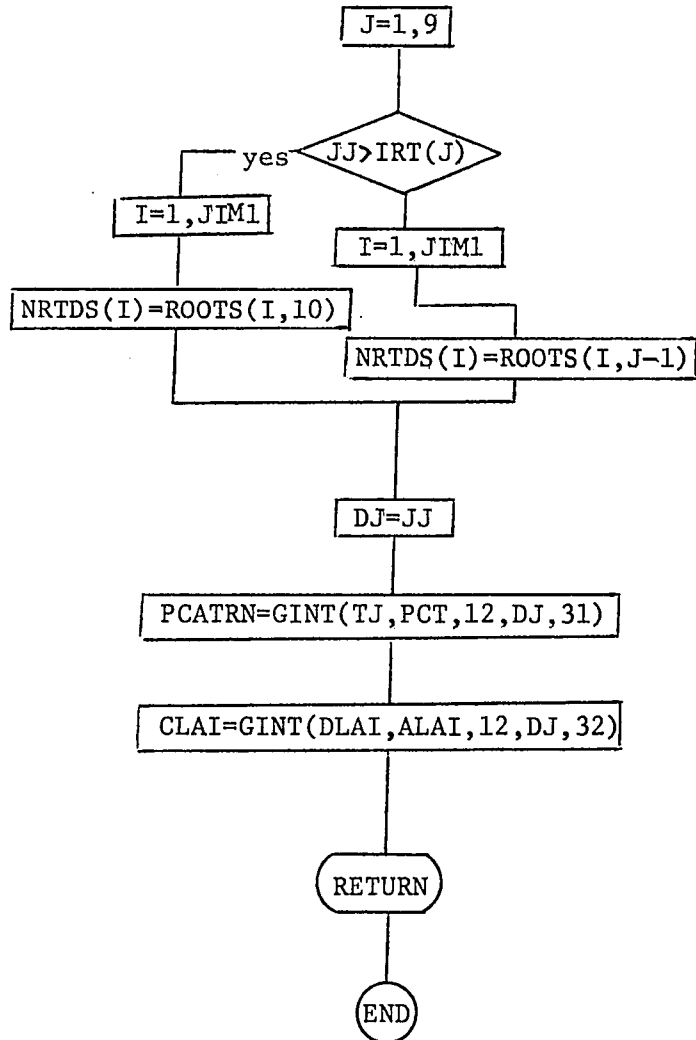 J=1,9
JJ>IRT(J)
yes
I=1,JIM1
I=1,JIM1
NRTDS(I)=ROOTS(I,10)
NRTDS(I)=ROOTS(I,J-1)
DJ=JJ
PCATRN=GINT(TJ,PCT,12,DJ,31)
CLAI=GINT(DLAI,ALAI,12,DJ,32)
RETURN
END